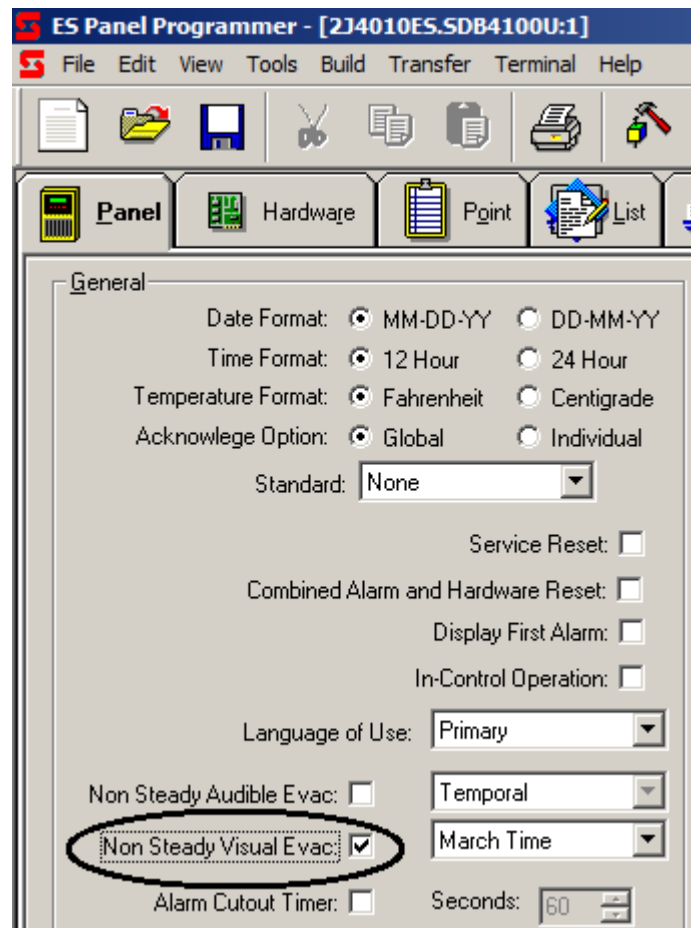 ES Panel Programmer - [2J4010ES.SDB4100U:1]
File Edit View Tools Build Transfer Terminal Help
Panel Hardware Point List
General
Date Format: MM-DD-YY DD-MM-YY
Time Format: 12 Hour 24 Hour
Temperature Format: Fahrenheit Centigrade
Acknowlege Option: Global Individual
Standard: None
Service Reset:
Combined Alarm and Hardware Reset:
Display First Alarm:
In-Control Operation:
Language of Use: Primary
Non Steady Audible Evac: Temporal
Non Steady Visual Evac: March Time
Alarm Cutout Timer: Seconds: 60